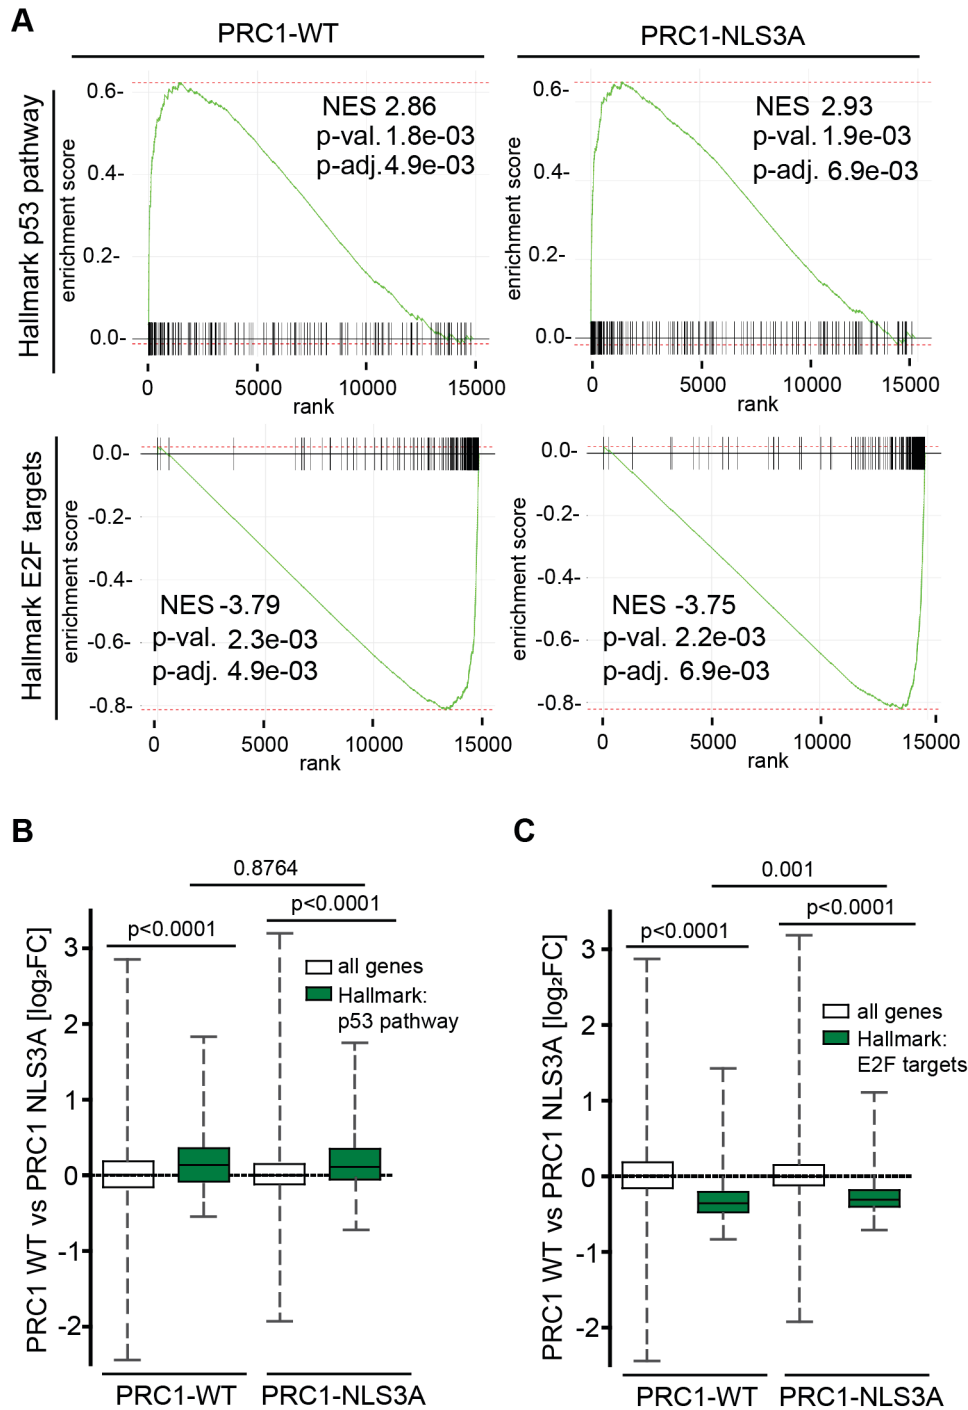 A
PRC1-WT
PRC1-NLS3A
Hallmark p53 pathway
enrichment score
0.6-
0.4-
0.2-
0.0-
NES 2.86
p-val. 1.8e-03
p-adj. 4.9e-03
0 5000 10000 15000
rank
enrichment score
0.6-
0.4-
0.2-
0.0-
NES 2.93
p-val. 1.9e-03
p-adj. 6.9e-03
0 5000 10000 15000
rank
Hallmark E2F targets
enrichment score
0.0-
-0.2-
-0.4-
-0.6-
-0.8-
NES -3.79
p-val. 2.3e-03
p-adj. 4.9e-03
0 5000 10000 15000
rank
enrichment score
0.0-
-0.2-
-0.4-
-0.6-
-0.8-
NES -3.75
p-val. 2.2e-03
p-adj. 6.9e-03
0 5000 10000 15000
rank
B
PRC1 WT vs PRC1 NLS3A [log₂FC]
0.8764
p<0.0001
p<0.0001
3
2
1
0
-1
-2
all genes
Hallmark:
p53 pathway
PRC1-WT
PRC1-NLS3A
C
PRC1 WT vs PRC1 NLS3A [log₂FC]
0.001
p<0.0001
p<0.0001
3
2
1
0
-1
-2
all genes
Hallmark:
E2F targets
PRC1-WT
PRC1-NLS3A